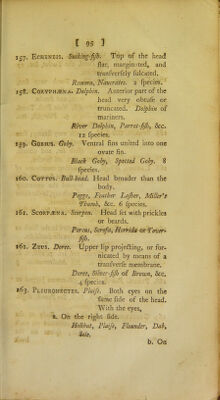 [ 95 ]
157. ECHENEIS. Sucking-fish. Top of the head
flat, margin-ted, and
transversely sulcated.
Remora, Naucrates. 2 species.
158. CORYPHÆNA. Dolphin. Anterior part of the
head very obtuse or
truncated. Dolphin of
mariners.
River Dolphin, Parrot-fish, &c.
12 species.
159. GOBIUS. Goby. Ventral fins united into one
ovate fin.
Black Goby, Spotted Goby. 8
species.
160. COTTUS. Bull-head. Head broader than the
body.
Pogge, Feather Lasher, Miller's
Thumb, &c. 6 species.
161. SCORPÆNA. Scorpen. Head set with prickles
or beards.
Porcus, Scrofa, Horrida or Tower-
fish.
162. ZEUS. Doree. Upper lip projecting, or for-
nicated by means of a
transverse membrane.
Doree, Silver-fish of Brown, &c.
4 species.
163. PLEURONECTES. Plaise. Both eyes on the
same side of the head.
With the eyes,
a. On the right side.
Holibut, Plaise, Flounder, Dab,
Sole.
b. On